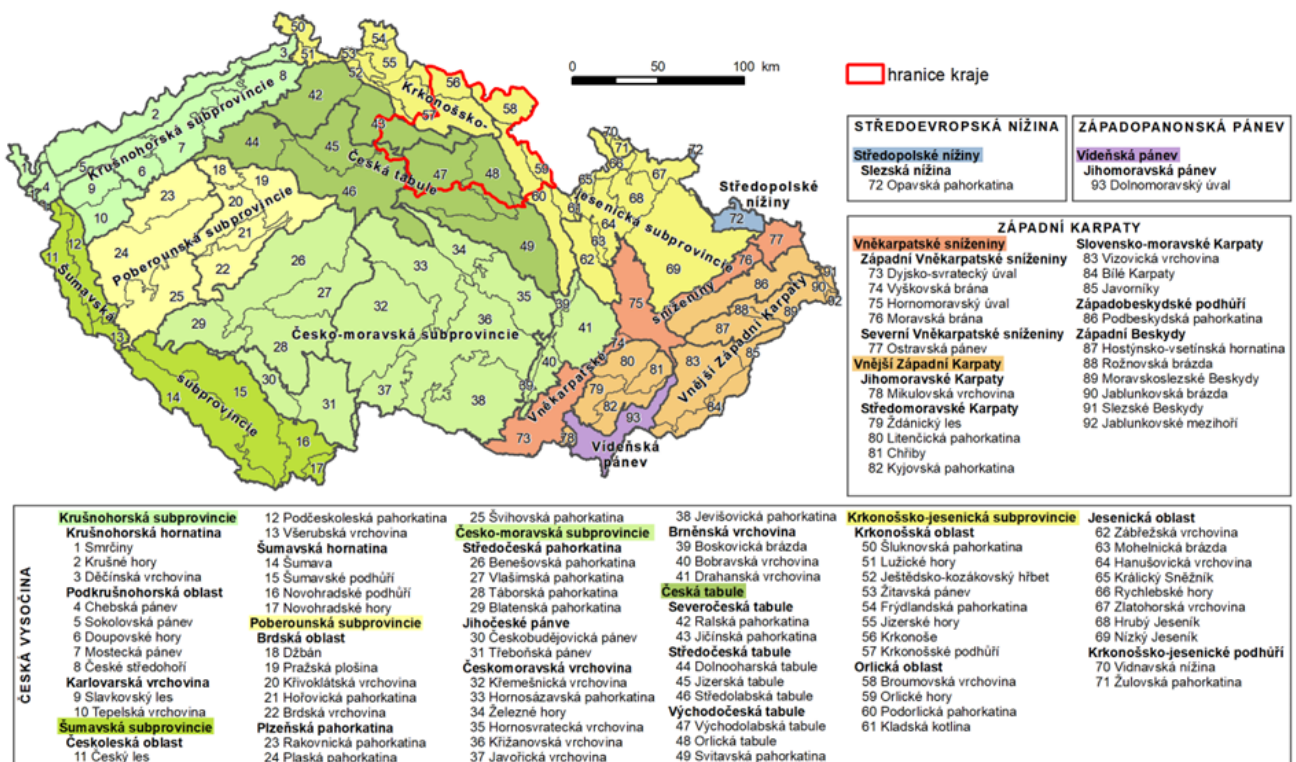 0 50 100 km
hranice kraje
Krušnohorská subprovincie
Krkonošsko-
jesenická subprovincie
Česká tabule
Poberounská subprovincie
Šumavská
subprovincie
Česko-moravská subprovincie
Středopolské
nížiny
Vněkarpatské sníženiny
Vnější Západní Karpaty
Vídeňská
pánev
STŘEDOEVROPSKÁ NÍŽINA
Středopolské nížiny
Slezská nížina
72 Opavská pahorkatina
ZÁPADOPANONSKÁ PÁNEV
Vídeňská pánev
Jihomoravská pánev
93 Dolnomoravský úval
ZÁPADNÍ KARPATY
Vněkarpatské sníženiny
Západní Vněkarpatské sníženiny
73 Dyjsko-svratecký úval
74 Vyškovská brána
75 Hornomoravský úval
76 Moravská brána
Severní Vněkarpatské sníženiny
77 Ostravská pánev
Vnější Západní Karpaty
Jihomoravské Karpaty
78 Mikulovská vrchovina
Středomoravské Karpaty
79 Ždánický les
80 Litenčická pahorkatina
81 Chřiby
82 Kyjovská pahorkatina
Slovensko-moravské Karpaty
83 Vizovická vrchovina
84 Bílé Karpaty
85 Javorníky
Západobeskydské podhůří
86 Podbeskydská pahorkatina
Západní Beskydy
87 Hostýnsko-vsetínská hornatina
88 Rožnovská brázda
89 Moravskoslezské Beskydy
90 Jablunkovská brázda
91 Slezské Beskydy
92 Jablunkovské mezihoří
ČESKÁ VYSOČINA
Krušnohorská subprovincie
Krušnohorská hornatina
1 Smrčiny
2 Krušné hory
3 Děčínská vrchovina
Podkrušnohorská oblast
4 Chebská pánev
5 Sokolovská pánev
6 Doupovské hory
7 Mostecká pánev
8 České středohoří
Karlovarská vrchovina
9 Slavkovský les
10 Tepelská vrchovina
Šumavská subprovincie
Českoleská oblast
11 Český les
12 Podčeskoleská pahorkatina
13 Všerubská vrchovina
Šumavská hornatina
14 Šumava
15 Šumavské podhůří
16 Novohradské podhůří
17 Novohradské hory
Poberounská subprovincie
Brdská oblast
18 Džbán
19 Pražská plošina
20 Křivoklátská vrchovina
21 Hořovická pahorkatina
22 Brdská vrchovina
Plzeňská pahorkatina
23 Rakovnická pahorkatina
24 Plaská pahorkatina
25 Švihovská pahorkatina
Česko-moravská subprovincie
Středočeská pahorkatina
26 Benešovská pahorkatina
27 Vlašimská pahorkatina
28 Táborská pahorkatina
29 Blatenská pahorkatina
Jihočeské pánve
30 Českobudějovická pánev
31 Třeboňská pánev
Českomoravská vrchovina
32 Křemešnická vrchovina
33 Hornosázavská pahorkatina
34 Železné hory
35 Hornosvratecká vrchovina
36 Křižanovská vrchovina
37 Javořická vrchovina
38 Jevišovická pahorkatina
Brněnská vrchovina
39 Boskovická brázda
40 Bobravská vrchovina
41 Drahanská vrchovina
Česká tabule
Severočeská tabule
42 Ralská pahorkatina
43 Jičínská pahorkatina
Středočeská tabule
44 Dolnooharská tabule
45 Jizerská tabule
46 Středolabská tabule
Východočeská tabule
47 Východolabská tabule
48 Orlická tabule
49 Svitavská pahorkatina
Krkonošsko-jesenická subprovincie
Krkonošská oblast
50 Šluknovská pahorkatina
51 Lužické hory
52 Ještědsko-kozákovský hřbet
53 Žitavská pánev
54 Frýdlanská pahorkatina
55 Jizerské hory
56 Krkonoše
57 Krkonošské podhůří
Orlická oblast
58 Broumovská vrchovina
59 Orlické hory
60 Podorlická pahorkatina
61 Kladská kotlina
Jesenická oblast
62 Zábřežská vrchovina
63 Mohelnická brázda
64 Hanušovická vrchovina
65 Králický Sněžník
66 Rychlebské hory
67 Zlatohorská vrchovina
68 Hrubý Jeseník
69 Nízký Jeseník
Krkonošsko-jesenické podhůří
70 Vidnavská nížina
71 Žulovská pahorkatina